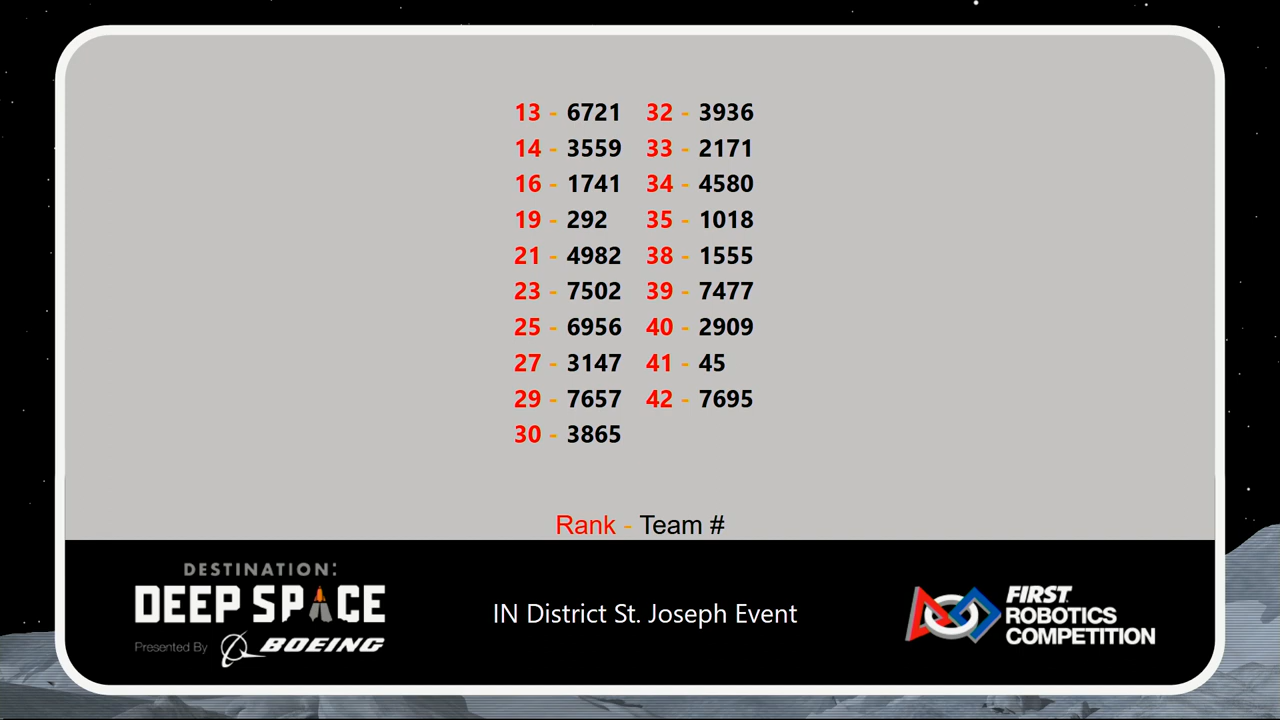 13 - 6721
14 - 3559
16 - 1741
19 - 292
21 - 4982
23 - 7502
25 - 6956
27 - 3147
29 - 7657
30 - 3865
32 - 3936
33 - 2171
34 - 4580
35 - 1018
38 - 1555
39 - 7477
40 - 2909
41 - 45
42 - 7695
Rank - Team #
DESTINATION:
DEEP SPACE
Presented By BOEING
IN District St. Joseph Event
FIRST
ROBOTICS
COMPETITION